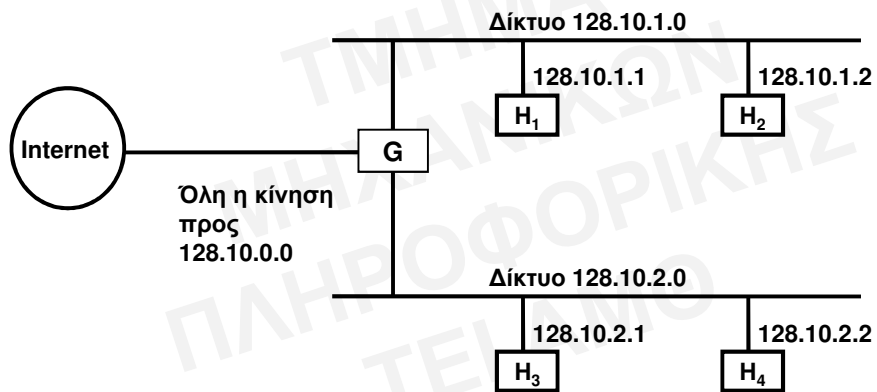 Δίκτυο 128.10.1.0
128.10.1.1
128.10.1.2
H1
H2
Internet
G
Όλη η κίνηση
προς
128.10.0.0
Δίκτυο 128.10.2.0
128.10.2.1
128.10.2.2
H3
H4
ΤΜΗΜΑ
ΜΗΧΑΝΙΚΩΝ
ΠΛΗΡΟΦΟΡΙΚΗΣ
ΤΕΙ ΑΜΘ